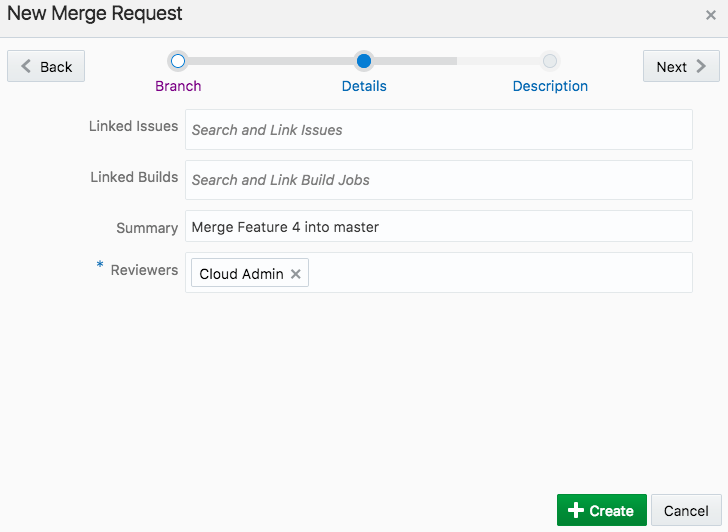 New Merge Request
×
Back
Next
Branch
Details
Description
Linked Issues
Search and Link Issues
Linked Builds
Search and Link Build Jobs
Summary
Merge Feature 4 into master
* Reviewers
Cloud Admin ×
+ Create
Cancel